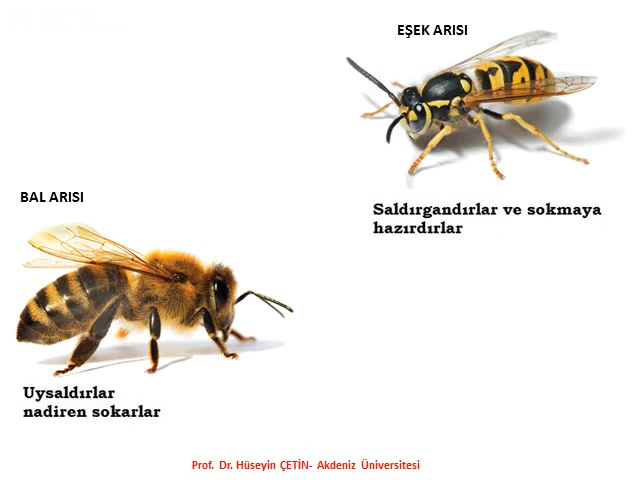 EŞEK ARISI
Saldırgandırlar ve sokmaya
hazırdırlar
BAL ARISI
Uysaldırlar
nadiren sokarlar
Prof. Dr. Hüseyin ÇETİN- Akdeniz Üniversitesi